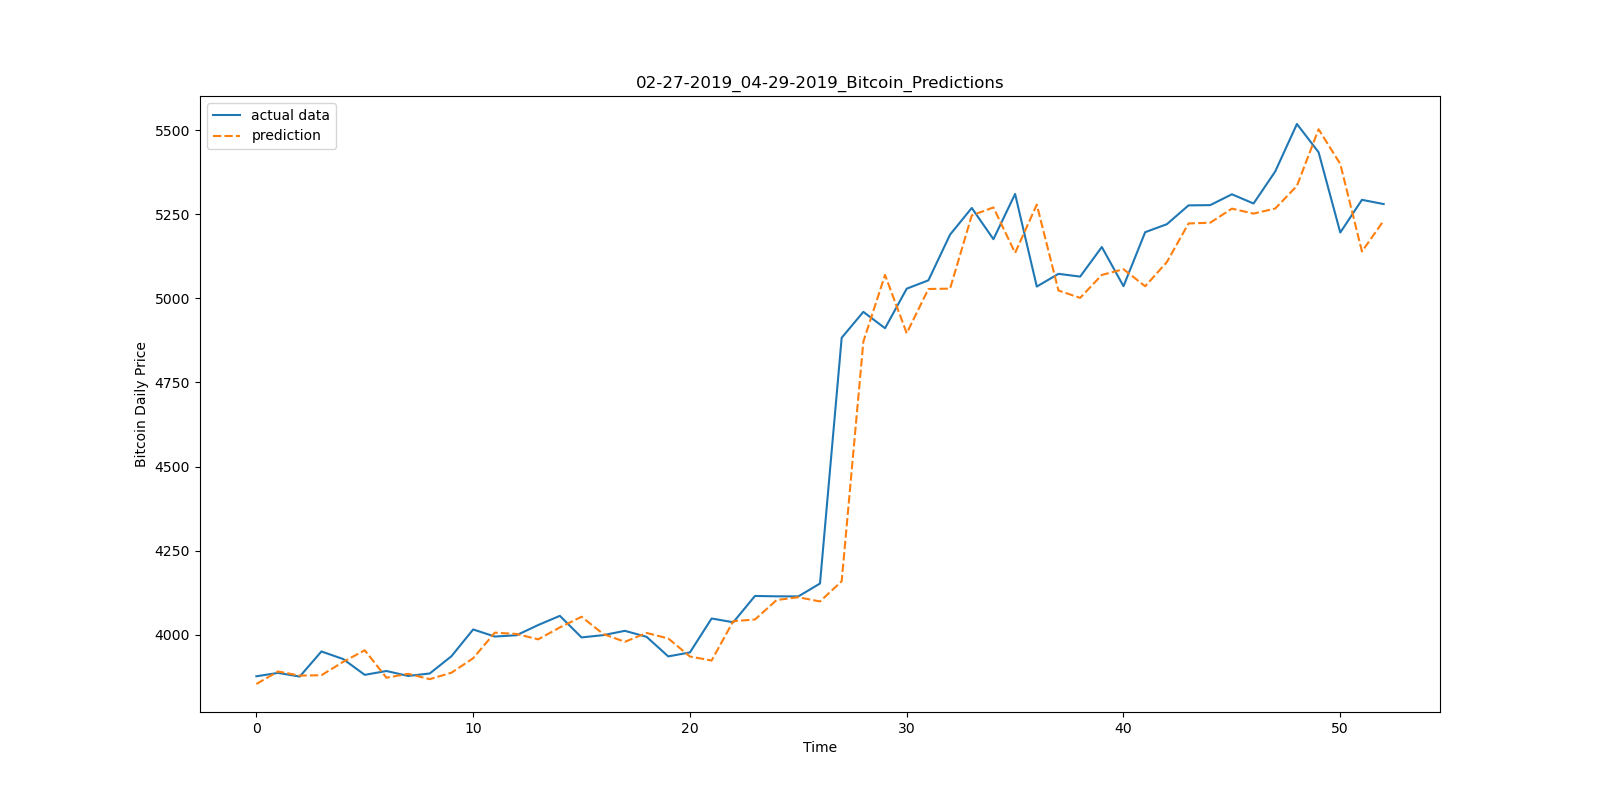 02-27-2019_04-29-2019_Bitcoin_Predictions
actual data
prediction
5500
5250
5000
4750
4500
4250
4000
Bitcoin Daily Price
0 10 20 30 40 50
Time